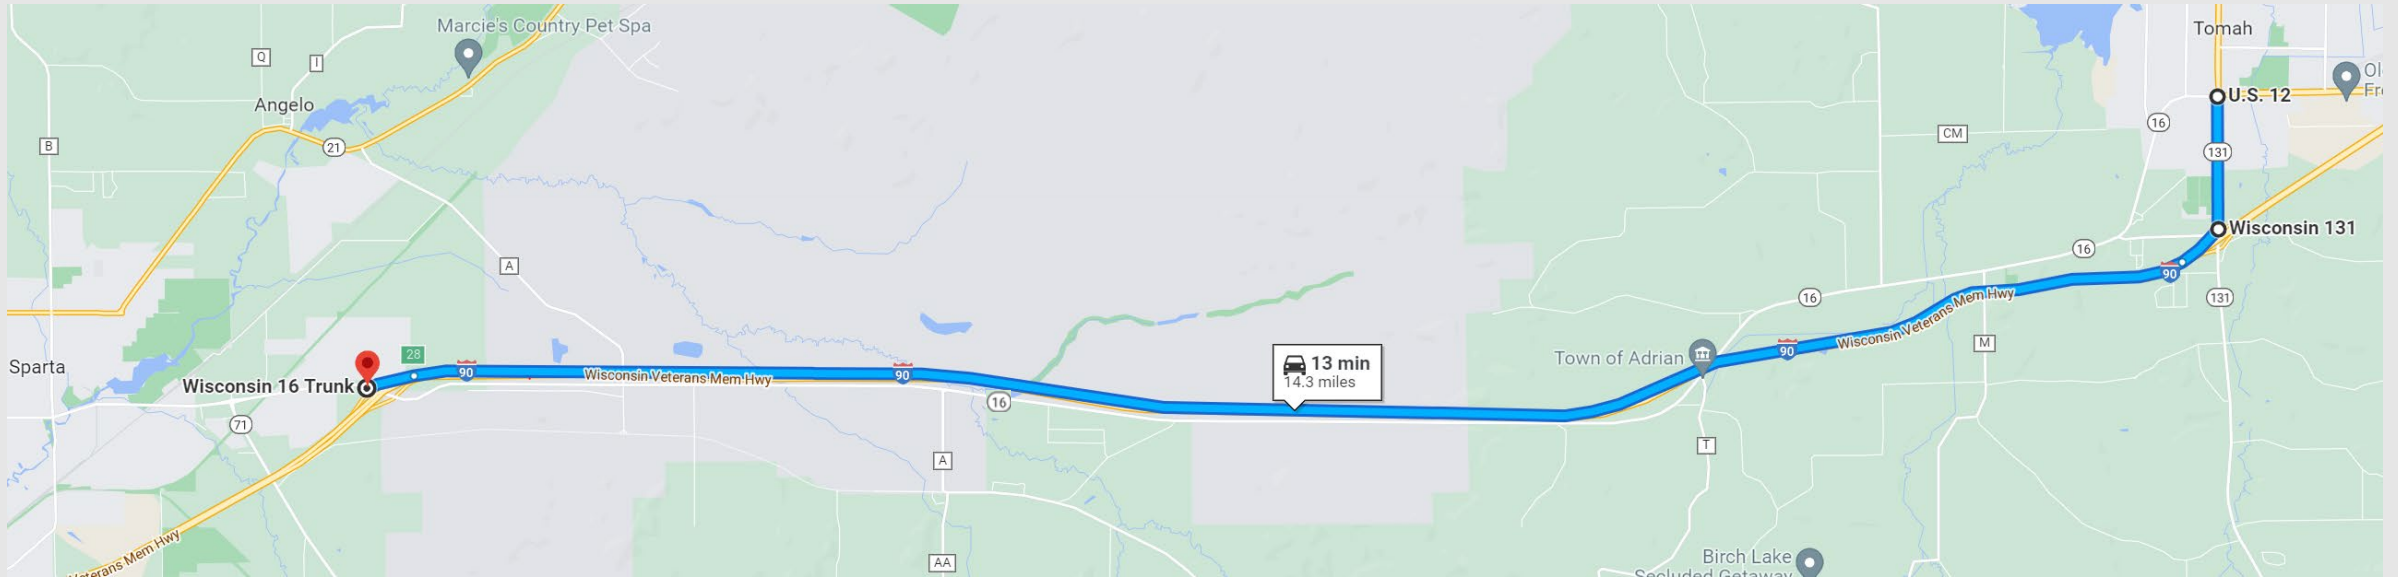 Marcie's Country Pet Spa
Tomah
Q
I
Ol
Fr
U.S. 12
Angelo
16
CM
B
21
131
Wisconsin 131
16
A
90
16
131
Wisconsin Veterans Mem Hwy
Town of Adrian
90
M
28
13 min
14.3 miles
Sparta
90
Wisconsin Veterans Mem Hwy
90
Wisconsin 16 Trunk
16
71
T
A
Veterans Mem Hwy
AA
Birch Lake
Secluded Getaway